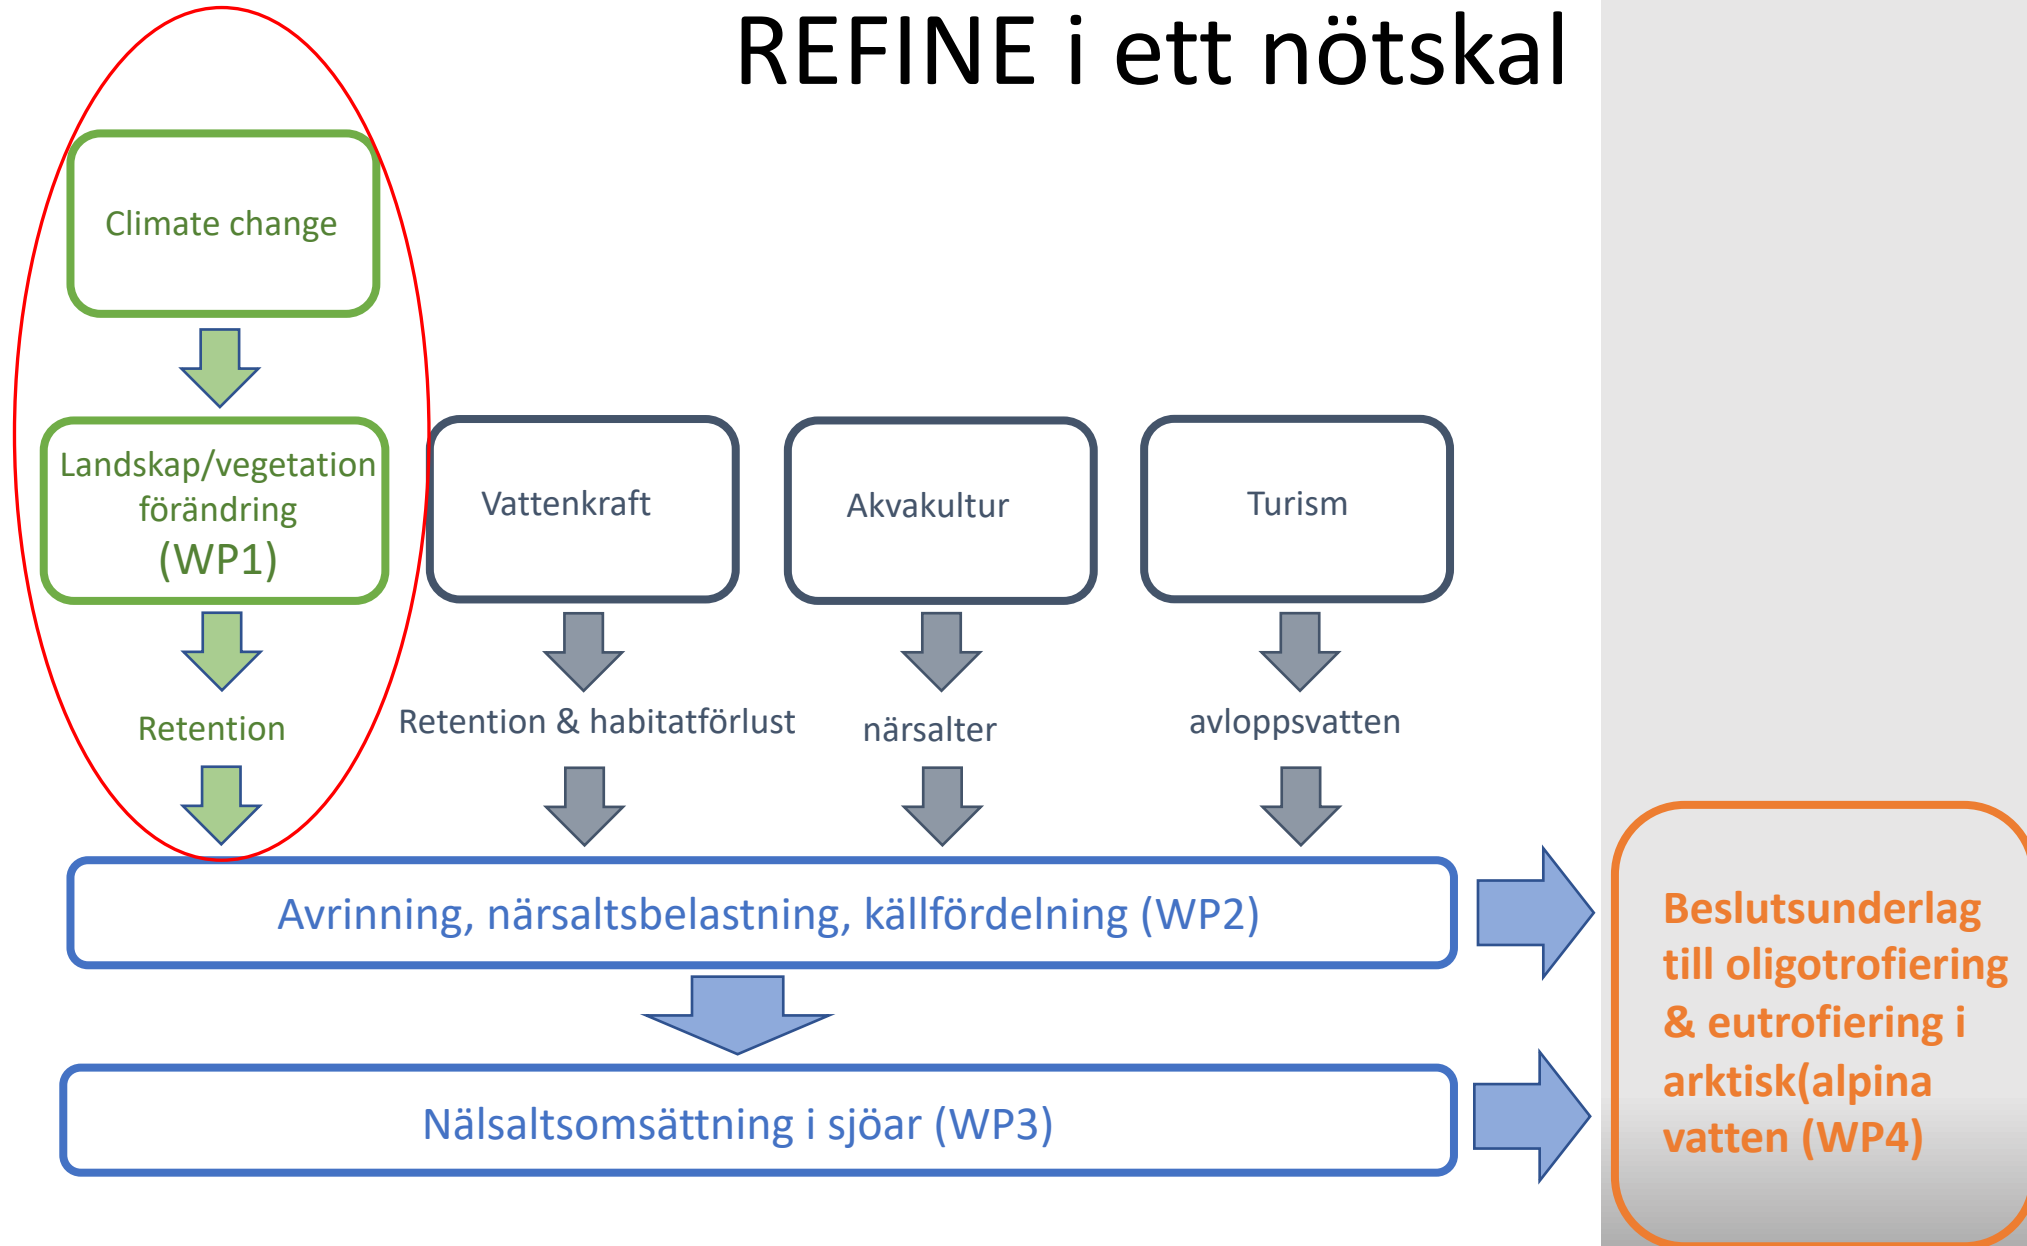 REFINE i ett nötskal
Climate change
Landskap/vegetation
förändring
(WP1)
Vattenkraft
Akvakultur
Turism
Retention
Retention & habitatförlust
närsalter
avloppsvatten
Avrinning, närsaltsbelastning, källfördelning (WP2)
Nälsaltsomsättning i sjöar (WP3)
Beslutsunderlag
till oligotrofiering
& eutrofiering i
arktisk(alpina
vatten (WP4)